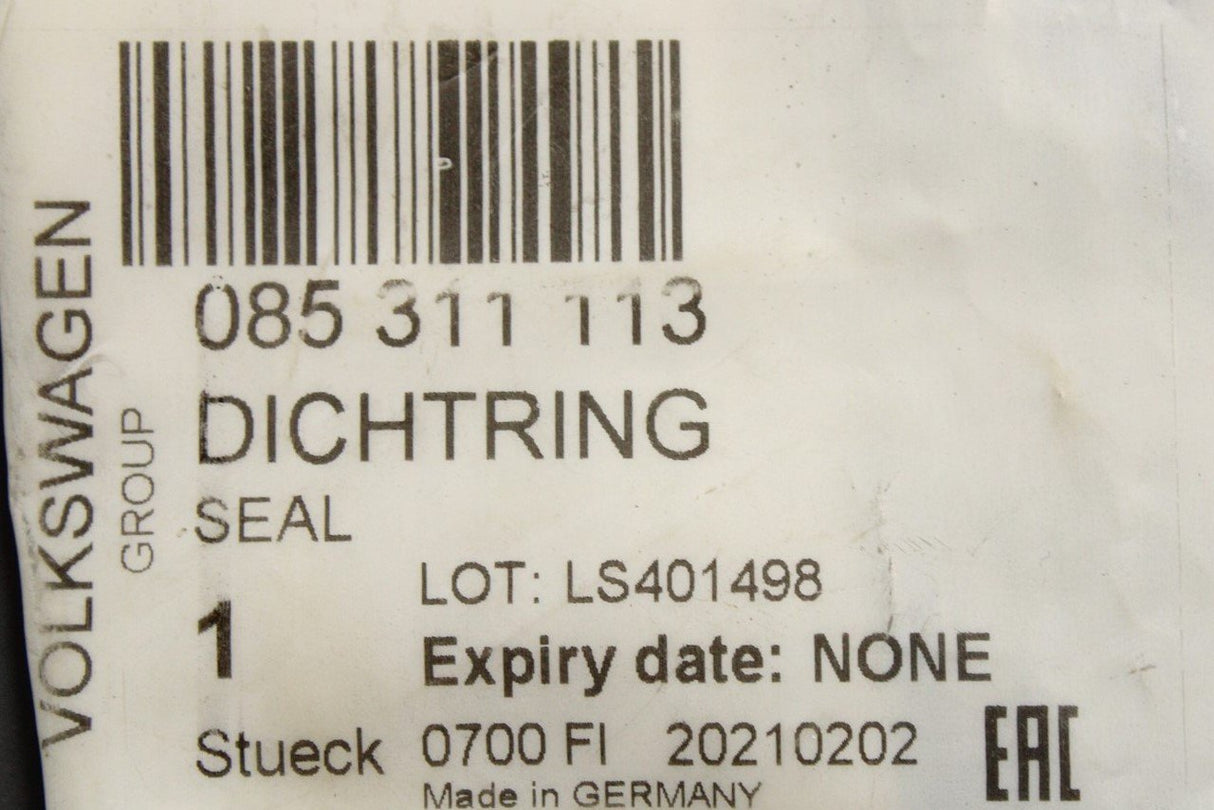 VOLKSWAGEN
GROUP
085 311 113
DICHTRING
SEAL
LOT: LS401498
1
Expiry date: NONE
Stueck 0700 FI 20210202
EAC
Made in GERMANY